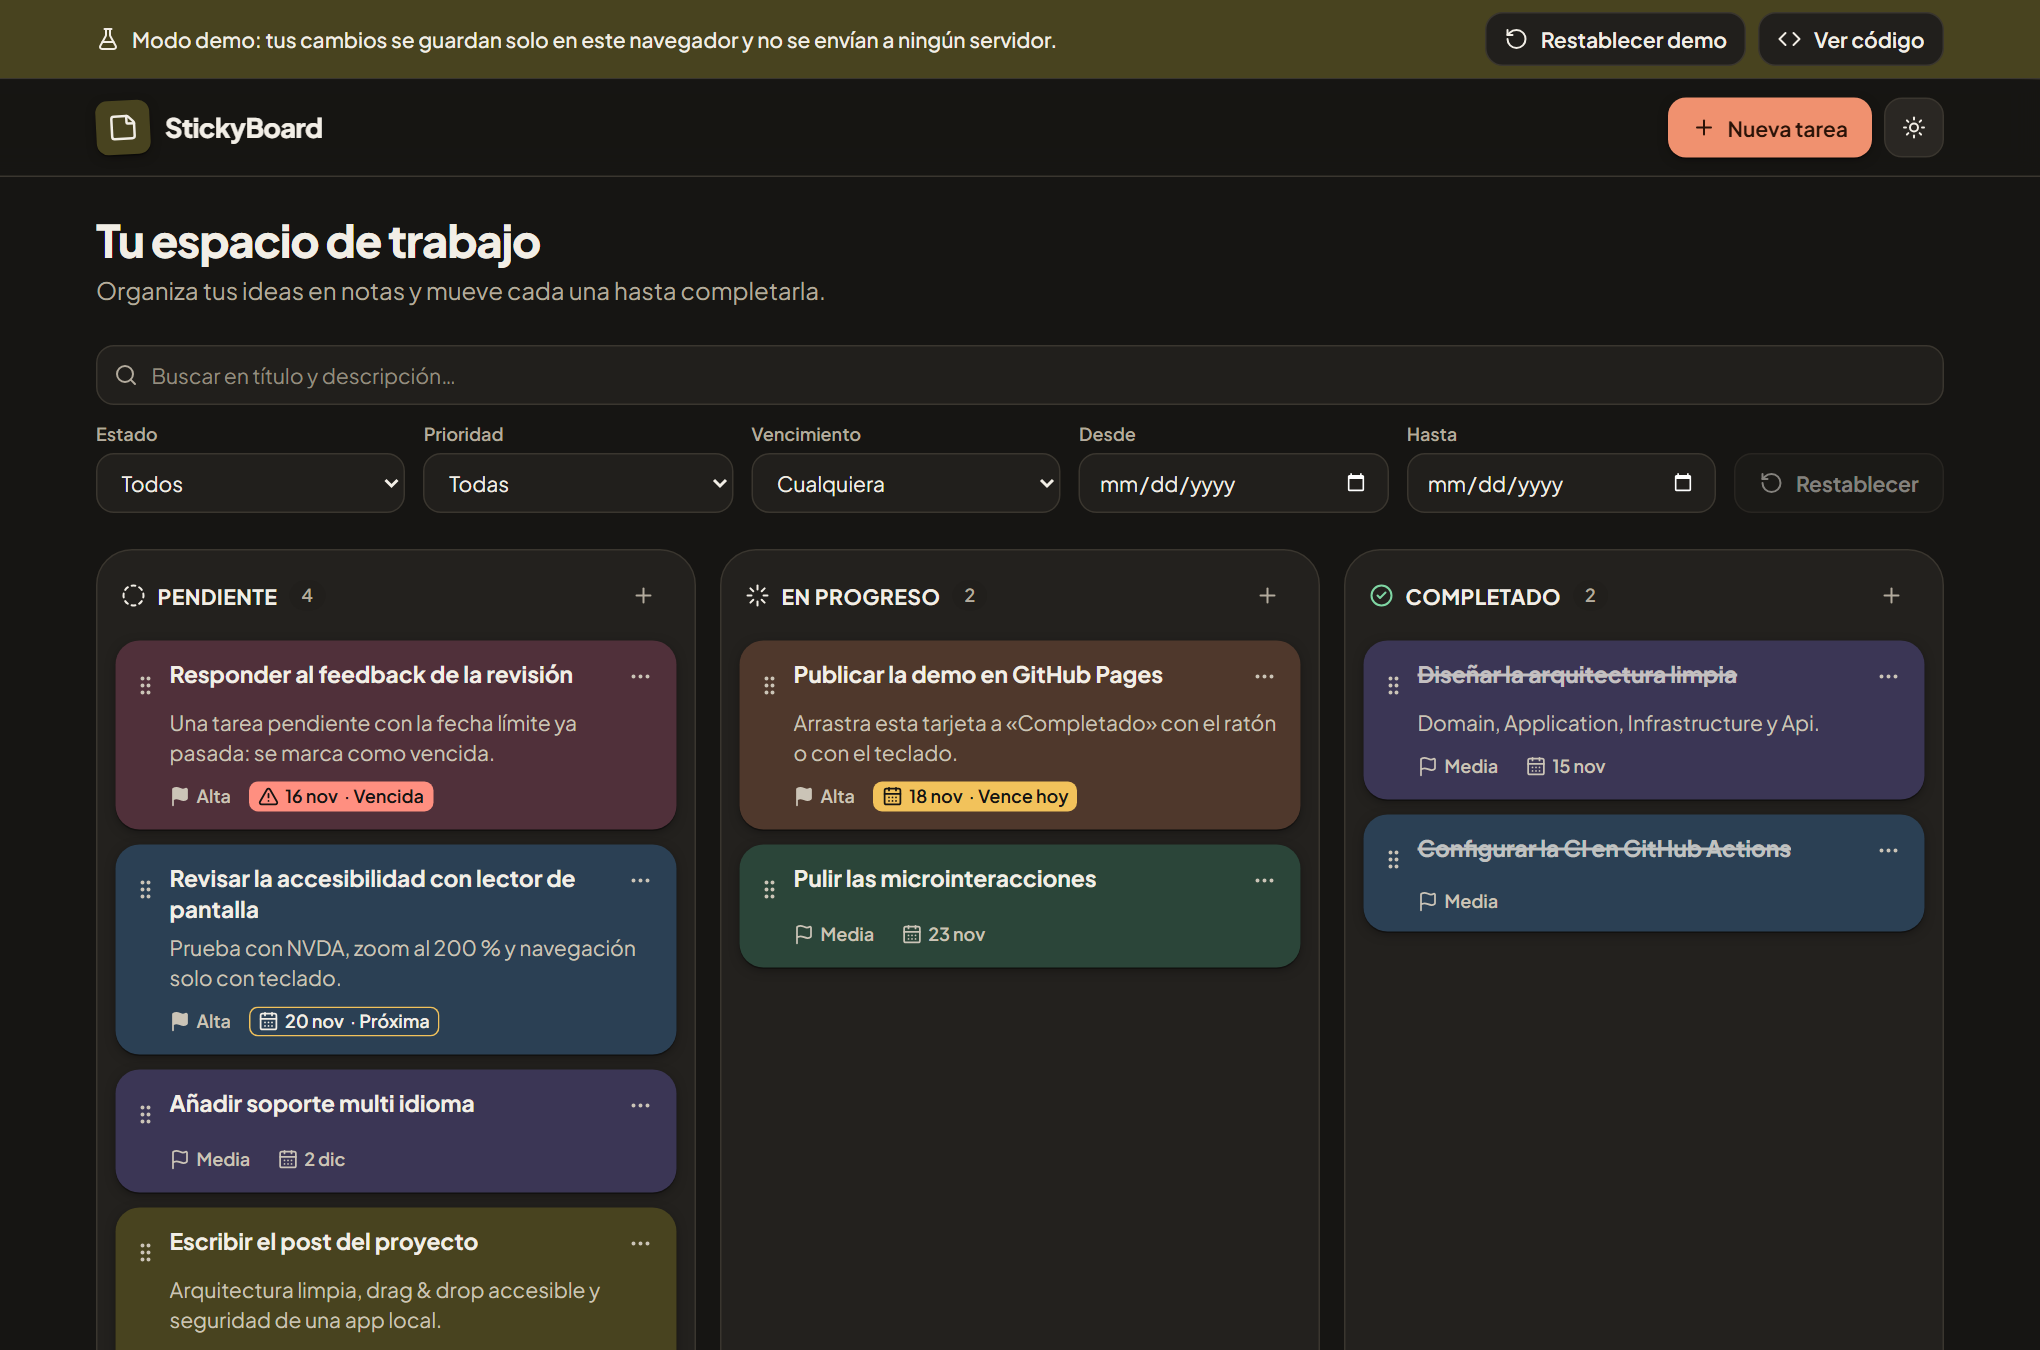 Modo demo: tus cambios se guardan solo en este navegador y no se envían a ningún servidor.
Restablecer demo
Ver código
StickyBoard
Nueva tarea
Tu espacio de trabajo
Organiza tus ideas en notas y mueve cada una hasta completarla.
Buscar en título y descripción...
Estado
Prioridad
Vencimiento
Desde
Hasta
Todos
Todas
Cualquiera
mm/dd/yyyy
mm/dd/yyyy
Restablecer
PENDIENTE 4
Responder al feedback de la revisión
Una tarea pendiente con la fecha límite ya
pasada: se marca como vencida.
Alta
16 nov · Vencida
Revisar la accesibilidad con lector de
pantalla
Prueba con NVDA, zoom al 200 % y navegación
solo con teclado.
Alta
20 nov · Próxima
Añadir soporte multi idioma
Media
2 dic
Escribir el post del proyecto
Arquitectura limpia, drag & drop accesible y
seguridad de una app local.
EN PROGRESO 2
Publicar la demo en GitHub Pages
Arrastra esta tarjeta a «Completado» con el ratón
o con el teclado.
Alta
18 nov · Vence hoy
Pulir las microinteracciones
Media
23 nov
COMPLETADO 2
Diseñar la arquitectura limpia
Domain, Application, Infrastructure y Api.
Media
15 nov
Configurar la CI en GitHub Actions
Media